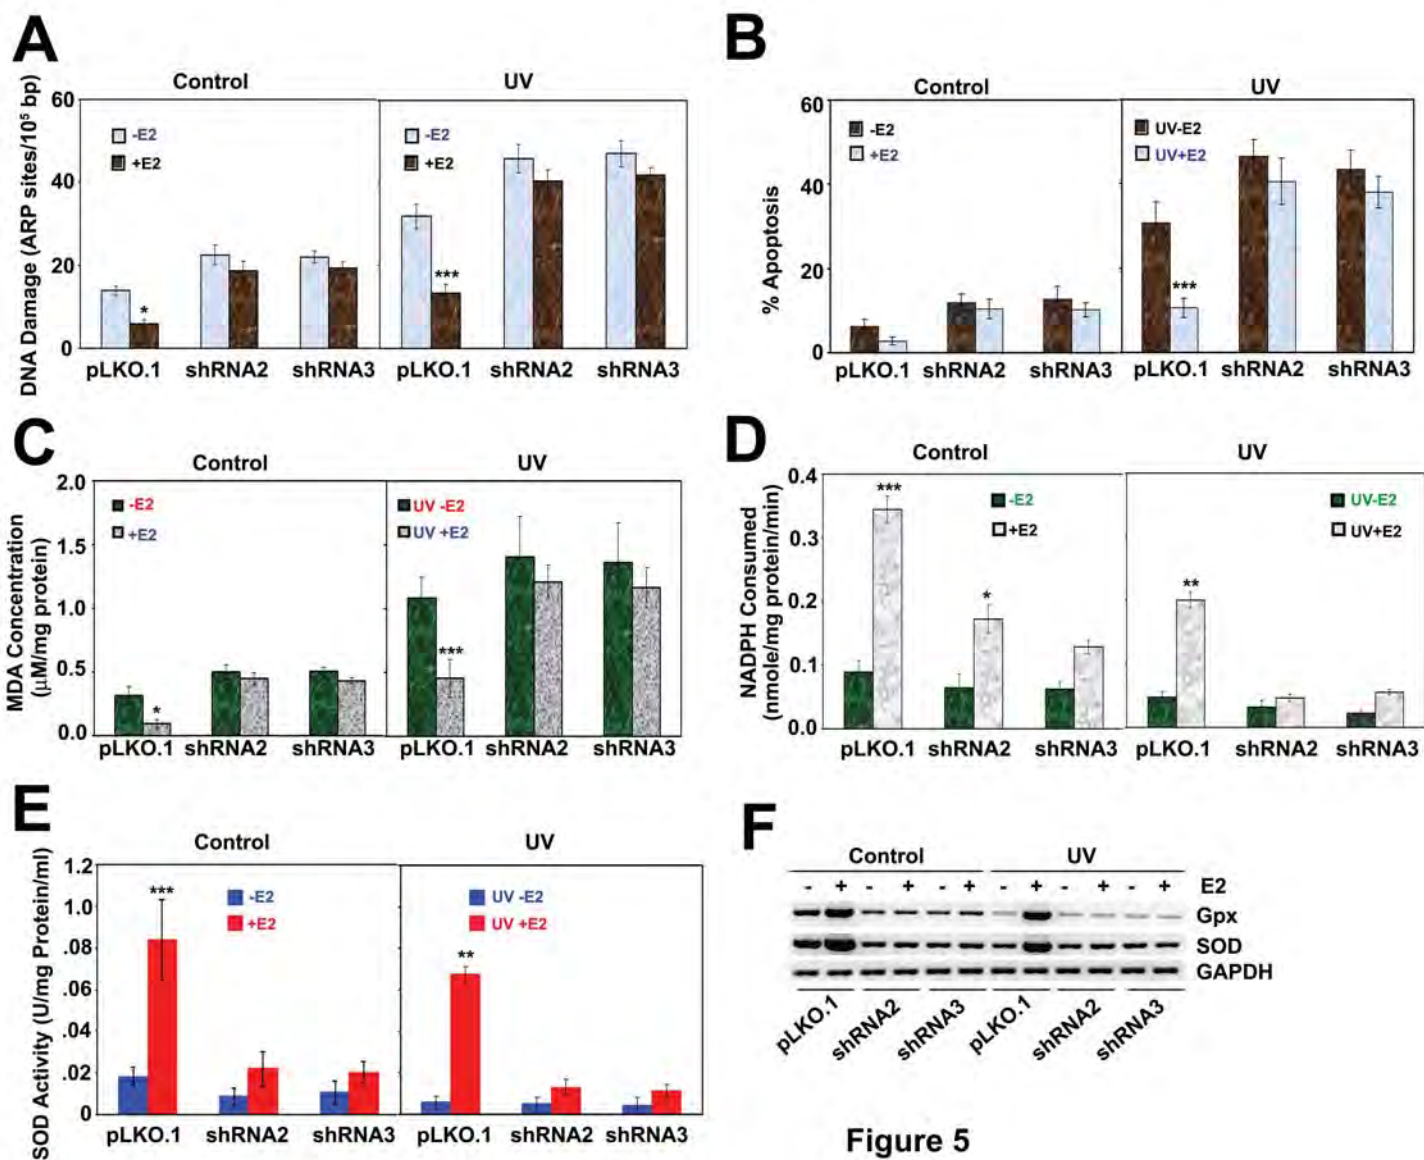 A
Control
UV
DNA Damage (ARP sites/10⁵ bp)
60
40
20
0
-E2
+E2
-E2
+E2
*
***
pLKO.1 shRNA2 shRNA3 pLKO.1 shRNA2 shRNA3
B
Control
UV
% Apoptosis
60
40
20
0
-E2
+E2
UV-E2
UV+E2
***
pLKO.1 shRNA2 shRNA3 pLKO.1 shRNA2 shRNA3
C
Control
UV
MDA Concentration
(µM/mg protein)
2.0
1.5
1.0
0.5
0.0
-E2
+E2
UV -E2
UV +E2
*
***
pLKO.1 shRNA2 shRNA3 pLKO.1 shRNA2 shRNA3
D
Control
UV
NADPH Consumed
(nmole/mg protein/min)
0.4
0.3
0.2
0.1
0.0
-E2
+E2
UV-E2
UV+E2
***
*
**
pLKO.1 shRNA2 shRNA3 pLKO.1 shRNA2 shRNA3
E
Control
UV
SOD Activity (U/mg Protein/ml)
1.2
1.0
.08
.06
.04
.02
0
-E2
+E2
UV -E2
UV +E2
***
**
pLKO.1 shRNA2 shRNA3 pLKO.1 shRNA2 shRNA3
F
Control UV
- + - + - + - + - + - + E2
Gpx
SOD
GAPDH
pLKO.1 shRNA2 shRNA3 pLKO.1 shRNA2 shRNA3
Figure 5